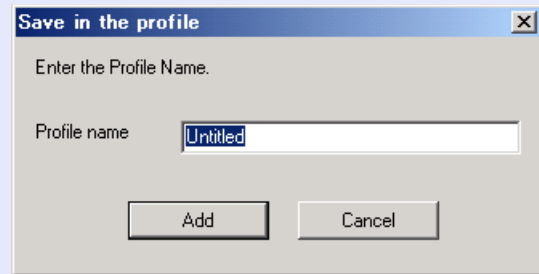 Save in the profile
Enter the Profile Name.
Profile name Untitled
Add Cancel